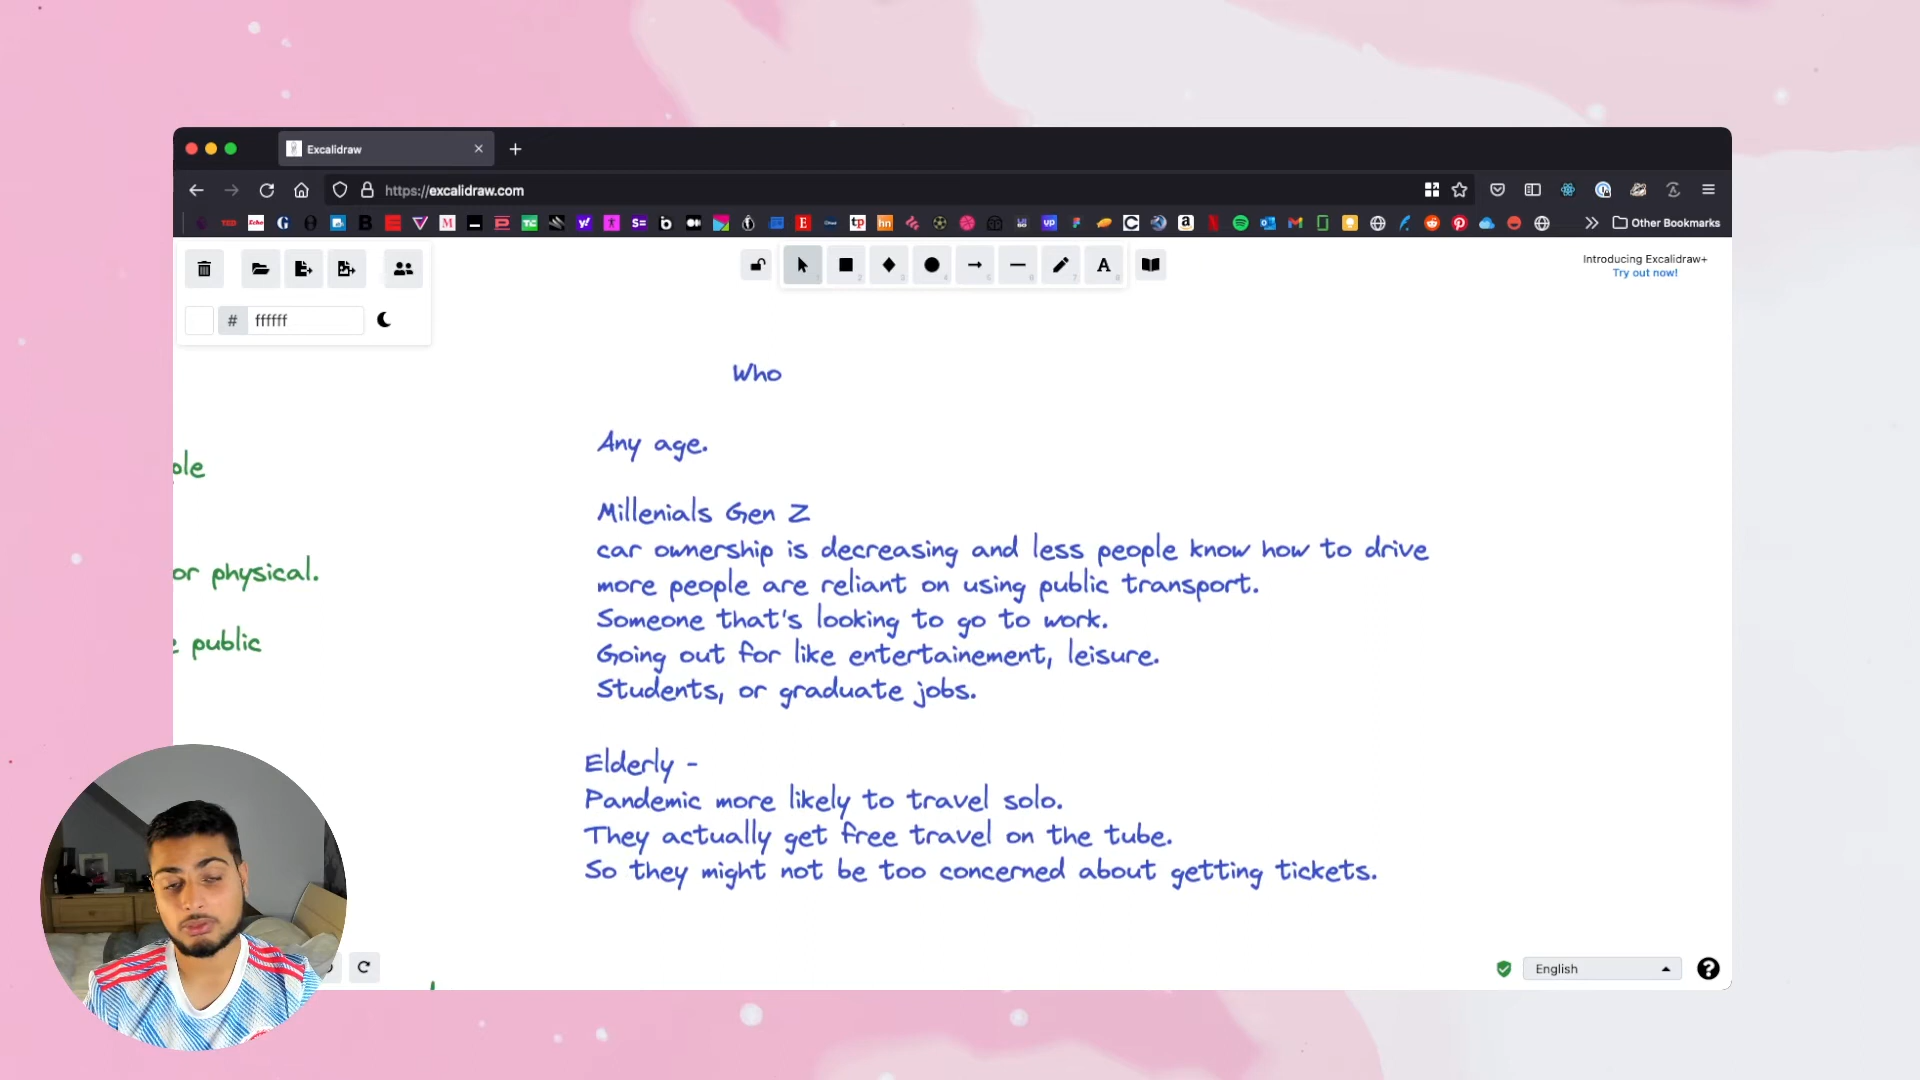 Excalidraw
https://excalidraw.com
Other Bookmarks
# ffffff
Introducing Excalidraw+
Try out now!
Who
Any age.
ple
or physical.
public
Millenials Gen Z
car ownership is decreasing and less people know how to drive
more people are reliant on using public transport.
Someone that's looking to go to work.
Going out for like entertainement, leisure.
Students, or graduate jobs.
Elderly -
Pandemic more likely to travel solo.
They actually get free travel on the tube.
So they might not be too concerned about getting tickets.
English